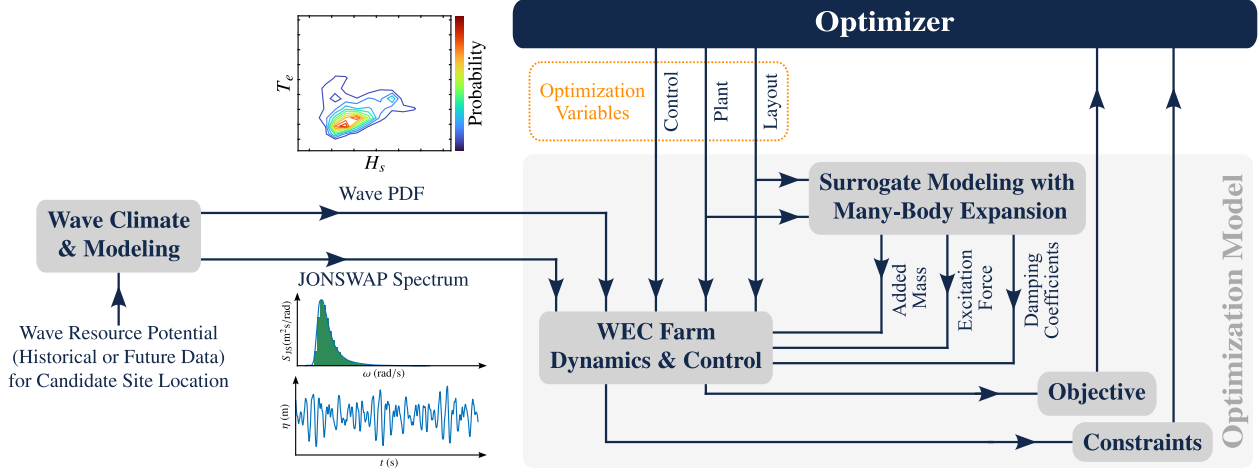 Optimizer
T_e
H_s
Probability
Optimization
Variables
Control
Plant
Layout
Wave PDF
Surrogate Modeling with
Many-Body Expansion
Wave Climate
& Modeling
JONSWAP Spectrum
Added
Mass
Excitation
Force
Damping
Coefficients
Optimization Model
Wave Resource Potential
(Historical or Future Data)
for Candidate Site Location
S_JS(m²s/rad)
ω (rad/s)
η (m)
t (s)
WEC Farm
Dynamics & Control
Objective
Constraints